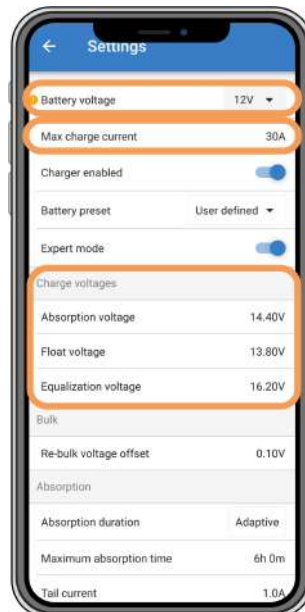 Settings
Battery voltage 12V
Max charge current 30A
Charger enabled
Battery preset User defined
Expert mode
Charge voltages
Absorption voltage 14.40V
Float voltage 13.80V
Equalization voltage 16.20V
Bulk
Re-bulk voltage offset 0.10V
Absorption
Absorption duration Adaptive
Maximum absorption time 6h 0m
Tail current 1.0A